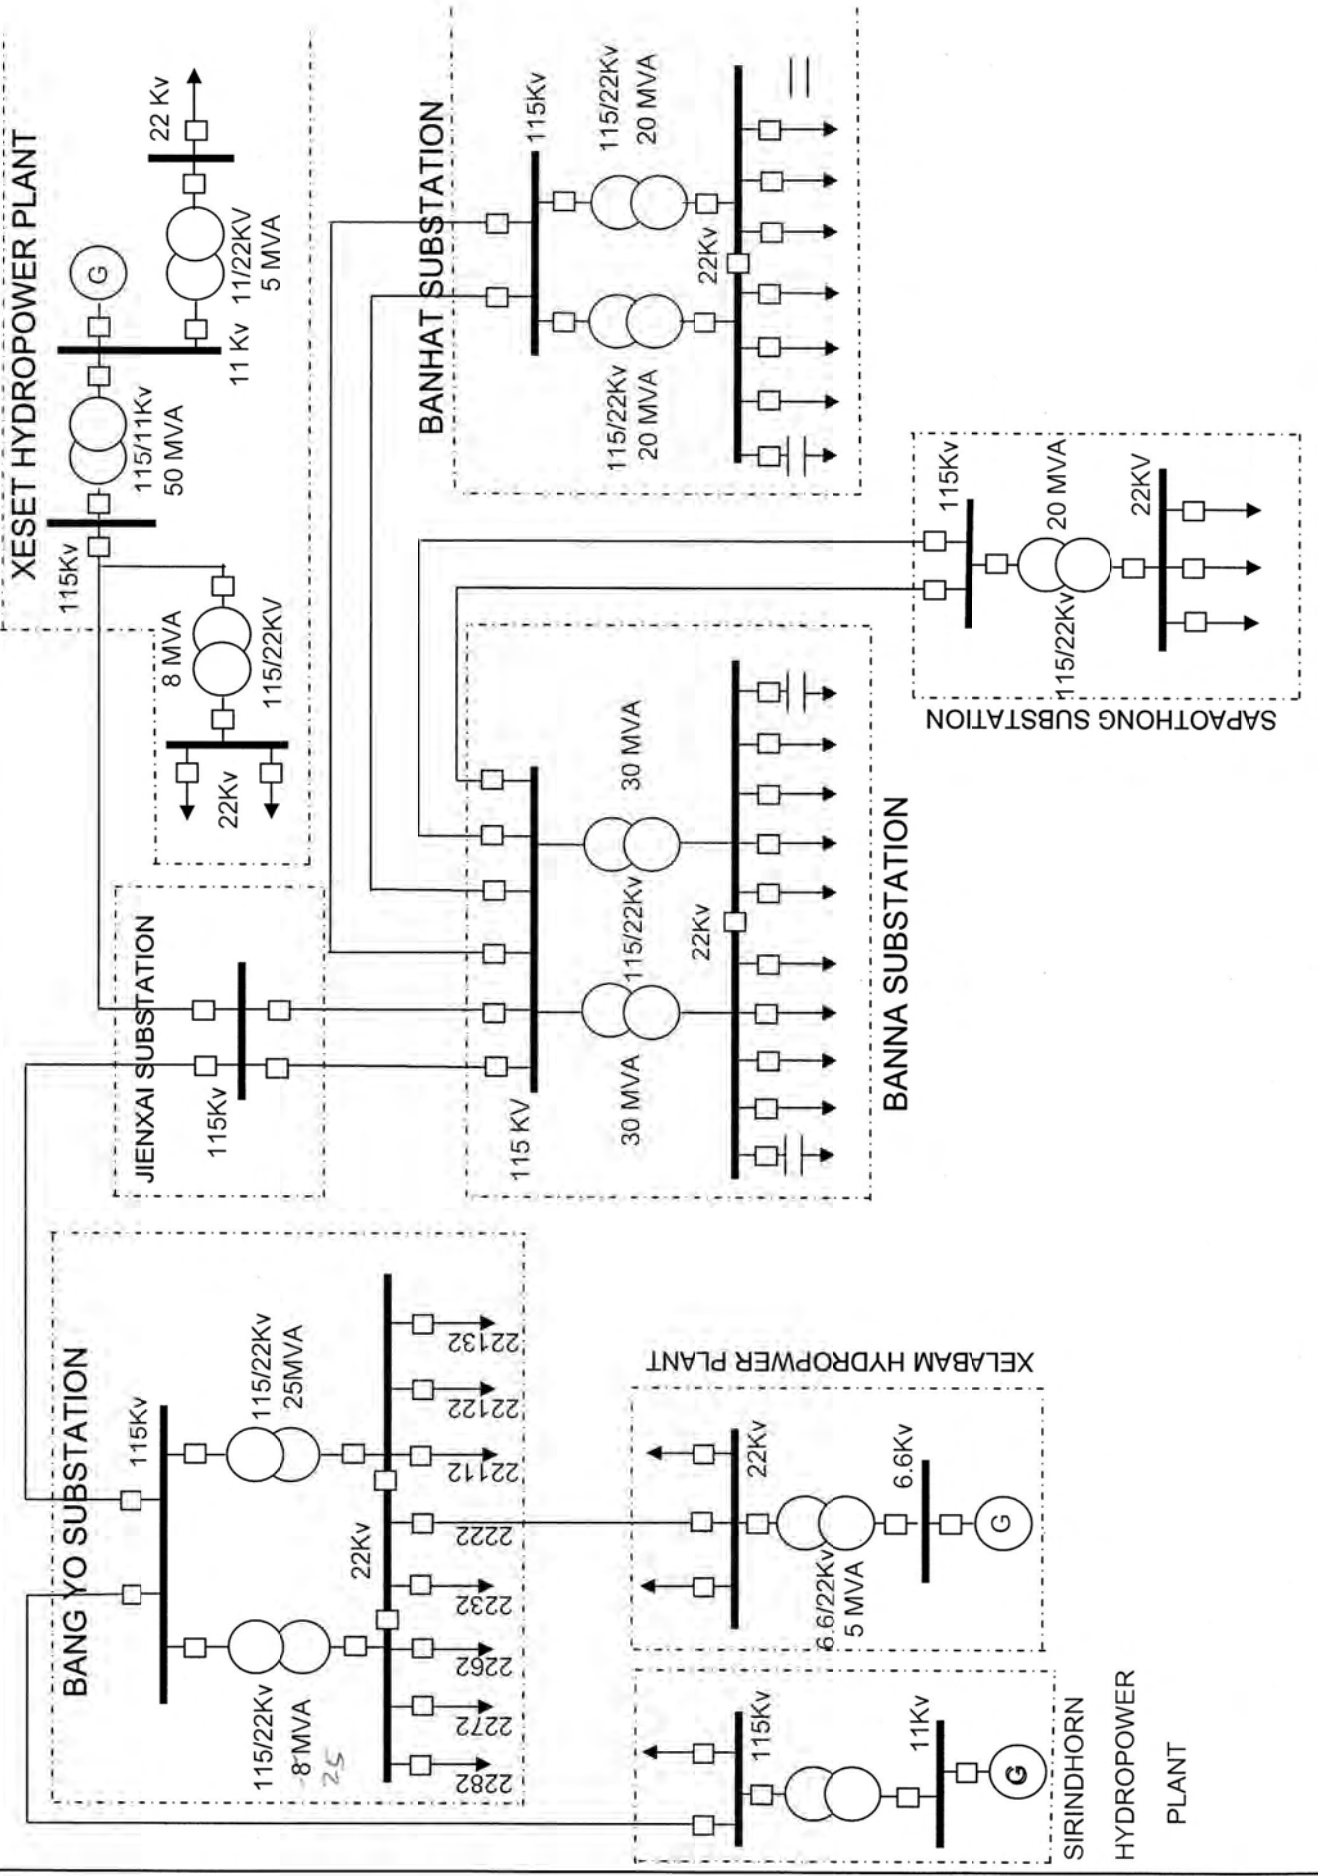 XESET HYDROPOWER PLANT
22 Kv
G
11/22KV
5 MVA
11 Kv
115/11Kv
50 MVA
115Kv
8 MVA
115/22KV
22Kv
BANHAT SUBSTATION
115Kv
115/22Kv
20 MVA
22Kv
115/22Kv
20 MVA
115Kv
20 MVA
115/22Kv
22KV
SAPAOTHONG SUBSTATION
JIENXAI SUBSTATION
115Kv
30 MVA
115/22Kv
22Kv
30 MVA
115 KV
BANNA SUBSTATION
BANG YO SUBSTATION
115Kv
115/22Kv
25MVA
22Kv
115/22Kv
8 MVA
25
22132
22122
22112
2222
2232
2262
2272
2282
XELABAM HYDROPWER PLANT
22Kv
6.6Kv
6.6/22Kv
5 MVA
G
115Kv
11Kv
G
SIRINDHORN
HYDROPOWER
PLANT